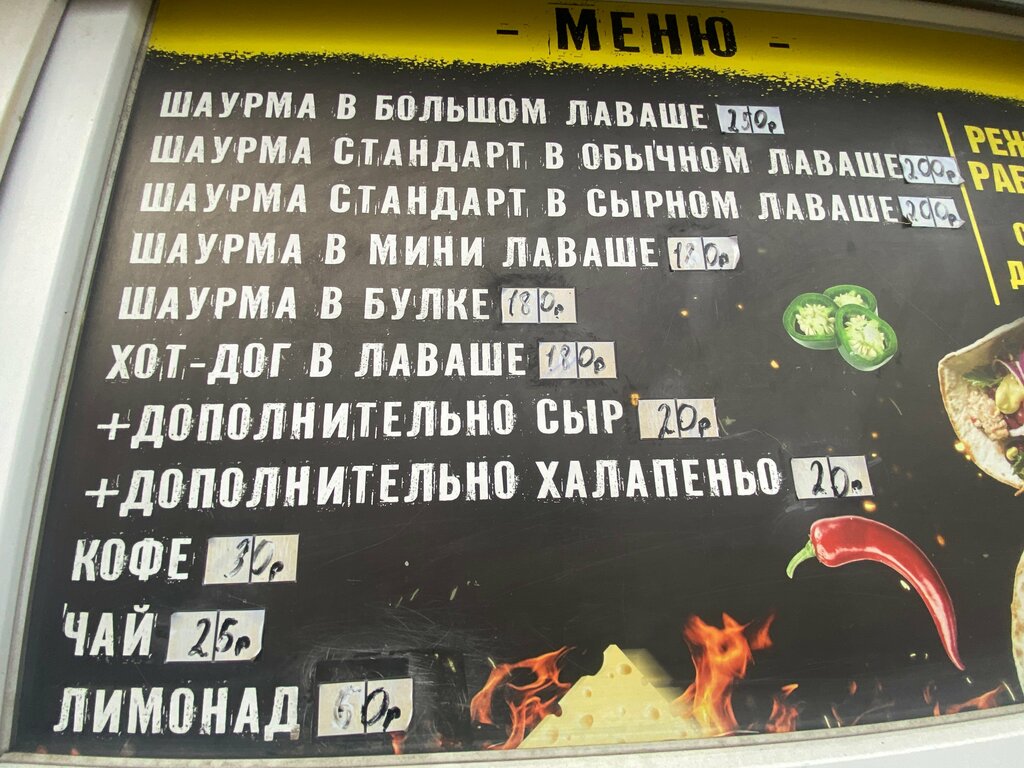 - МЕНЮ -
ШАУРМА В БОЛЬШОМ ЛАВАШЕ 250р
ШАУРМА СТАНДАРТ В ОБЫЧНОМ ЛАВАШЕ 200р
ШАУРМА СТАНДАРТ В СЫРНОМ ЛАВАШЕ 200р
ШАУРМА В МИНИ ЛАВАШЕ 180р
ШАУРМА В БУЛКЕ 180р
ХОТ-ДОГ В ЛАВАШЕ 180р
+ДОПОЛНИТЕЛЬНО СЫР 20р
+ДОПОЛНИТЕЛЬНО ХАЛАПЕНЬО 20р
КОФЕ 30р
ЧАЙ 25р
ЛИМОНАД 60р
РЕЖ
РАБ